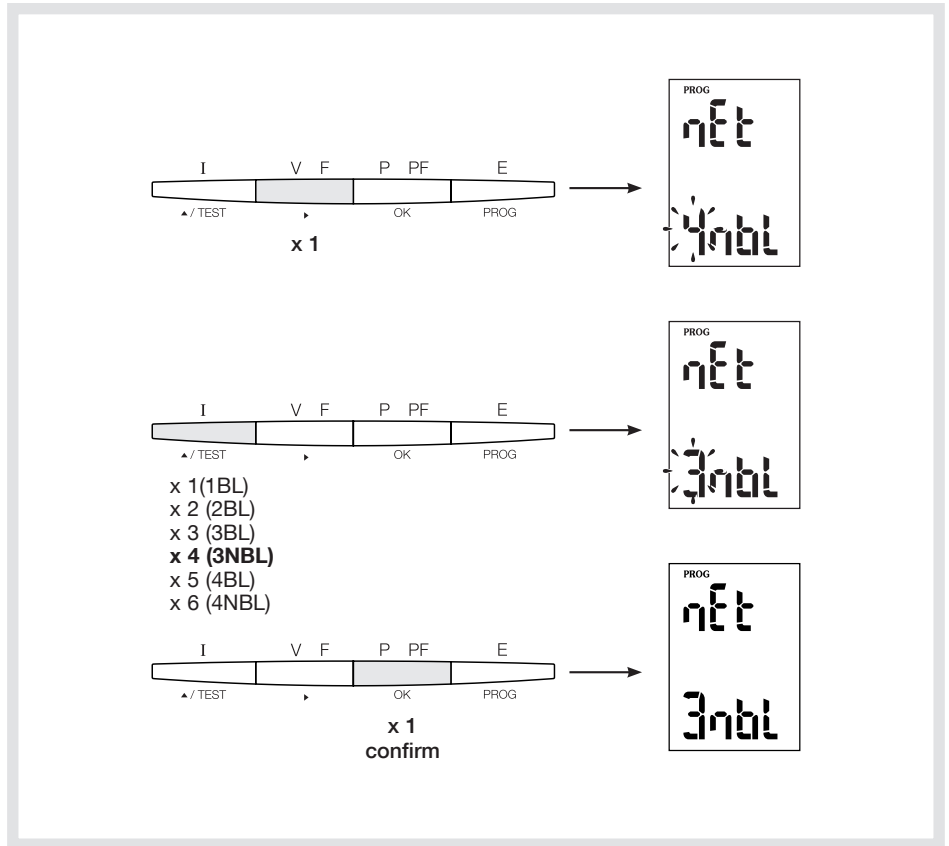 PROG
nEt
I V F P PF E
▲ / TEST ▸ OK PROG
x 1
4nbL
PROG
nEt
I V F P PF E
▲ / TEST ▸ OK PROG
3nbL
x 1(1BL)
x 2 (2BL)
x 3 (3BL)
x 4 (3NBL)
x 5 (4BL)
x 6 (4NBL)
PROG
nEt
I V F P PF E
▲ / TEST ▸ OK PROG
3nbL
x 1
confirm